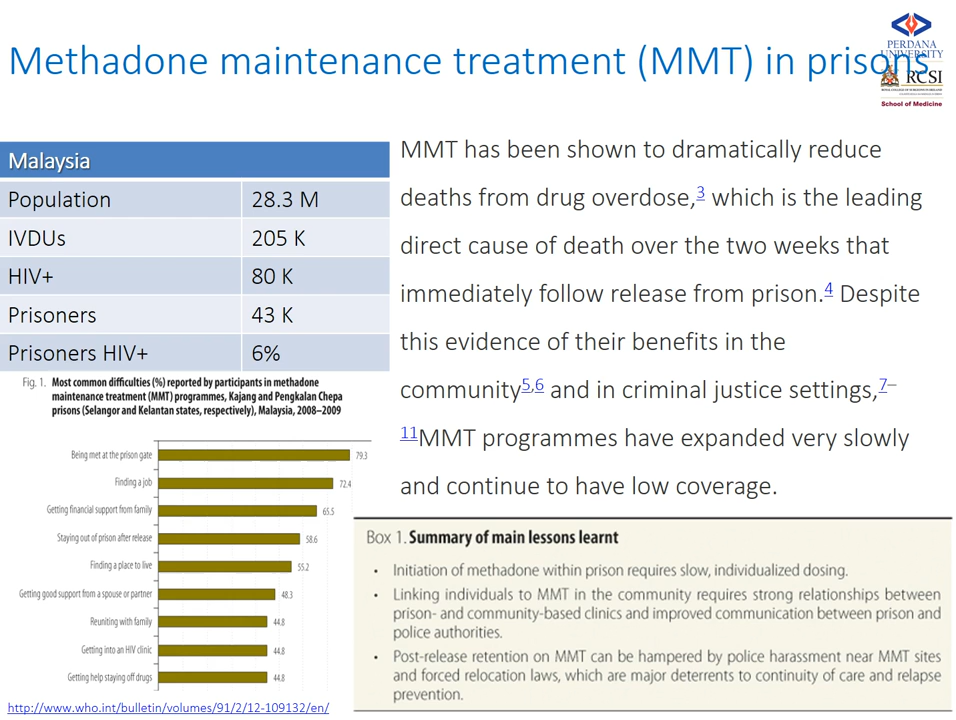 Methadone maintenance treatment (MMT) in prisons
PERDANA
UNIVERSITY
RCSI
School of Medicine
Malaysia
Population 28.3 M
IVDUs 205 K
HIV+ 80 K
Prisoners 43 K
Prisoners HIV+ 6%
MMT has been shown to dramatically reduce
deaths from drug overdose,3 which is the leading
direct cause of death over the two weeks that
immediately follow release from prison.4 Despite
this evidence of their benefits in the
community5,6 and in criminal justice settings,7–
11MMT programmes have expanded very slowly
and continue to have low coverage.
Fig. 1. Most common difficulties (%) reported by participants in methadone
maintenance treatment (MMT) programmes, Kajang and Pengkalan Chepa
prisons (Selangor and Kelantan states, respectively), Malaysia, 2008–2009
Being met at the prison gate 79.3
Finding a job 72.4
Getting financial support from family 65.5
Staying out of prison after release 58.6
Finding a place to live 55.2
Getting good support from a spouse or partner 48.3
Reuniting with family 44.8
Getting into an HIV clinic 44.8
Getting help staying off drugs 44.8
Box 1. Summary of main lessons learnt
• Initiation of methadone within prison requires slow, individualized dosing.
• Linking individuals to MMT in the community requires strong relationships between
prison- and community-based clinics and improved communication between prison and
police authorities.
• Post-release retention on MMT can be hampered by police harassment near MMT sites
and forced relocation laws, which are major deterrents to continuity of care and relapse
prevention.
http://www.who.int/bulletin/volumes/91/2/12-109132/en/